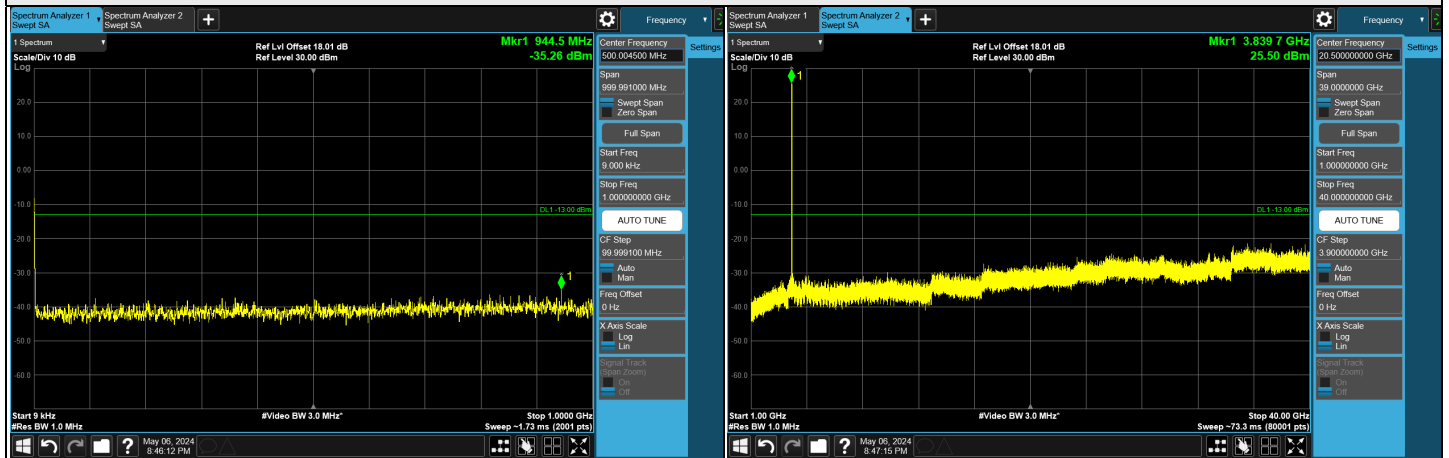 Spectrum Analyzer 1
Swept SA
Spectrum Analyzer 2
Swept SA
+
Frequency
1 Spectrum
Scale/Div 10 dB
Log
Ref Lvl Offset 18.01 dB
Ref Level 30.00 dBm
Mkr1 944.5 MHz
-35.26 dBm
20.0
10.0
0.00
-10.0
-20.0
-30.0
-40.0
-50.0
-60.0
DL1 -13.00 dBm
1
Start 9 kHz
#Res BW 1.0 MHz
#Video BW 3.0 MHz*
Stop 1.0000 GHz
Sweep ~1.73 ms (2001 pts)
Center Frequency
500.004500 MHz
Settings
Span
999.991000 MHz
Swept Span
Zero Span
Full Span
Start Freq
9.000 kHz
Stop Freq
1.000000000 GHz
AUTO TUNE
CF Step
99.999100 MHz
Auto
Man
Freq Offset
0 Hz
X Axis Scale
Log
Lin
Signal Track
(Span Zoom)
On
Off
?
May 06, 2024
8:46:12 PM
Spectrum Analyzer 1
Swept SA
Spectrum Analyzer 2
Swept SA
+
Frequency
1 Spectrum
Scale/Div 10 dB
Log
Ref Lvl Offset 18.01 dB
Ref Level 30.00 dBm
Mkr1 3.839 7 GHz
25.50 dBm
20.0
10.0
0.00
-10.0
-20.0
-30.0
-40.0
-50.0
-60.0
DL1 -13.00 dBm
1
Start 1.00 GHz
#Res BW 1.0 MHz
#Video BW 3.0 MHz*
Stop 40.00 GHz
Sweep ~73.3 ms (80001 pts)
Center Frequency
20.500000000 GHz
Settings
Span
39.0000000 GHz
Swept Span
Zero Span
Full Span
Start Freq
1.000000000 GHz
Stop Freq
40.000000000 GHz
AUTO TUNE
CF Step
3.900000000 GHz
Auto
Man
Freq Offset
0 Hz
X Axis Scale
Log
Lin
Signal Track
(Span Zoom)
On
Off
?
May 06, 2024
8:47:15 PM